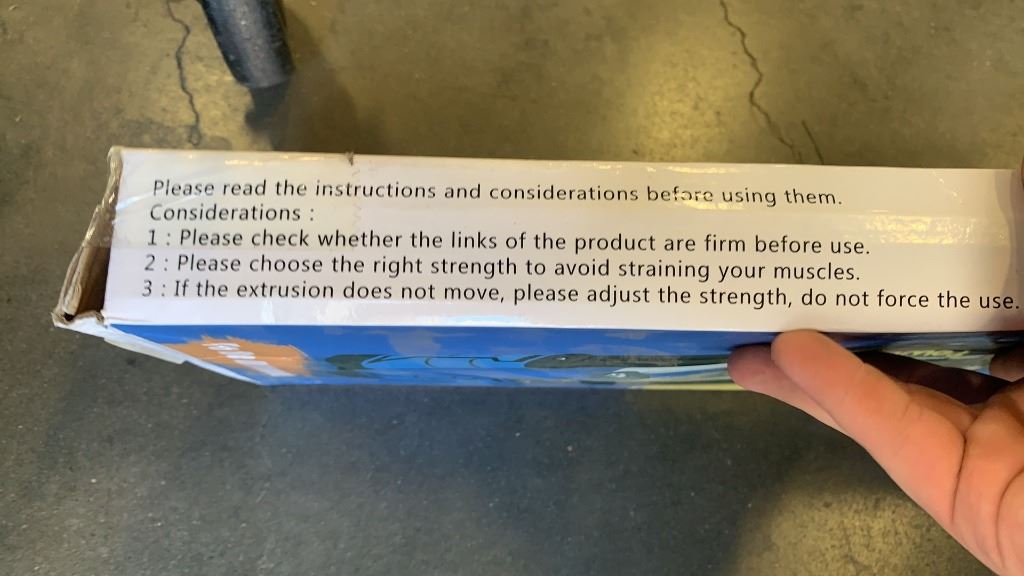 Please read the instructions and considerations before using them.
Considerations :
1 : Please check whether the links of the product are firm before use.
2 : Please choose the right strength to avoid straining your muscles.
3 : If the extrusion does not move, please adjust the strength, do not force the use.